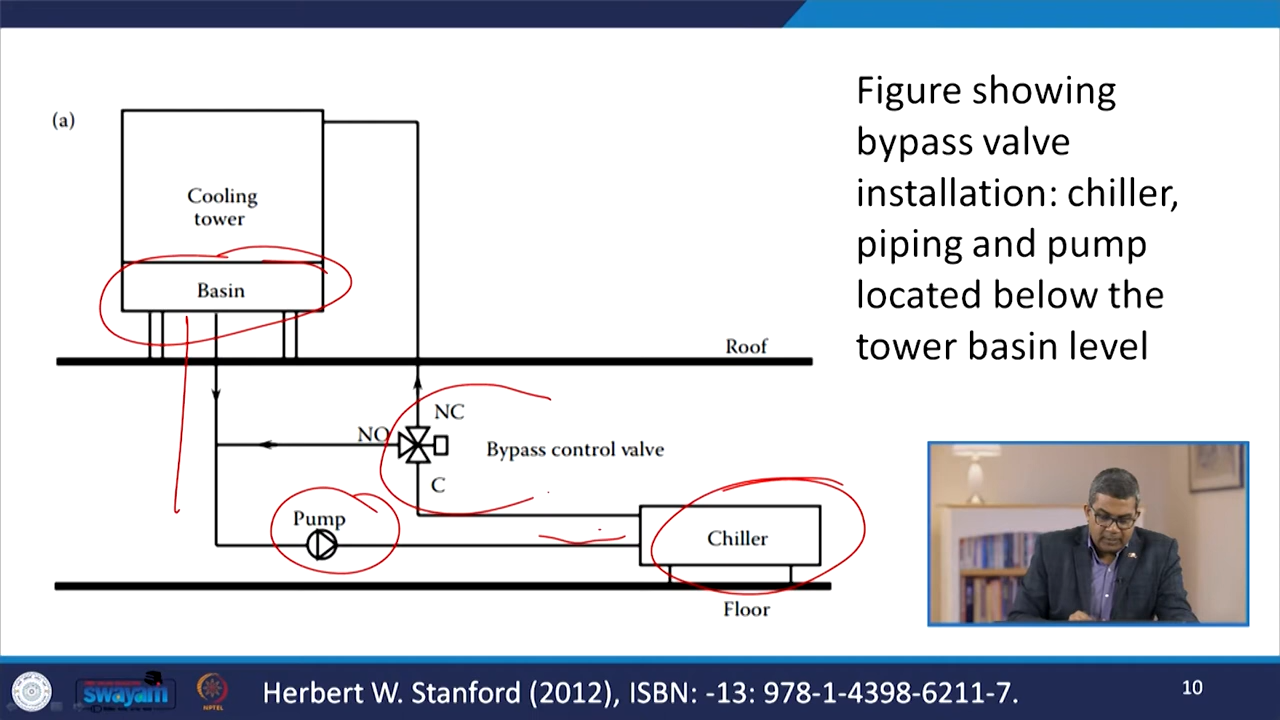 (a)
Cooling
tower
Basin
Roof
NC
NO
Bypass control valve
C
Pump
Chiller
Floor
Figure showing
bypass valve
installation: chiller,
piping and pump
located below the
tower basin level
swayam
NPTEL
Herbert W. Stanford (2012), ISBN: -13: 978-1-4398-6211-7.
10